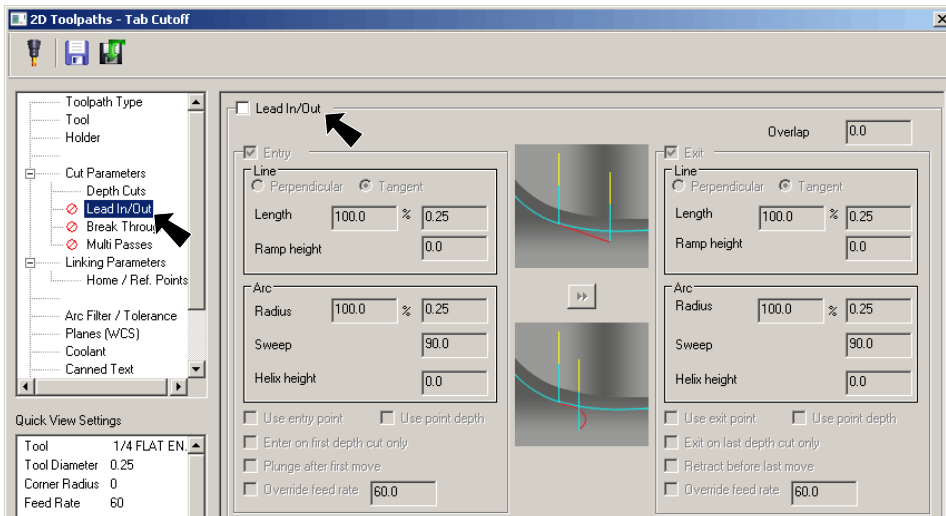 2D Toolpaths - Tab Cutoff
Toolpath Type
Tool
Holder
Cut Parameters
Depth Cuts
Lead In/Out
Break Throug
Multi Passes
Linking Parameters
Home / Ref. Points
Arc Filter / Tolerance
Planes (WCS)
Coolant
Canned Text
Quick View Settings
Tool 1/4 FLAT EN...
Tool Diameter 0.25
Corner Radius 0
Feed Rate 60
Lead In/Out
Overlap 0.0
Entry
Line
Perpendicular Tangent
Length 100.0 % 0.25
Ramp height 0.0
Arc
Radius 100.0 % 0.25
Sweep 90.0
Helix height 0.0
Use entry point Use point depth
Enter on first depth cut only
Plunge after first move
Override feed rate 60.0
Exit
Line
Perpendicular Tangent
Length 100.0 % 0.25
Ramp height 0.0
Arc
Radius 100.0 % 0.25
Sweep 90.0
Helix height 0.0
Use exit point Use point depth
Exit on last depth cut only
Retract before last move
Override feed rate 60.0